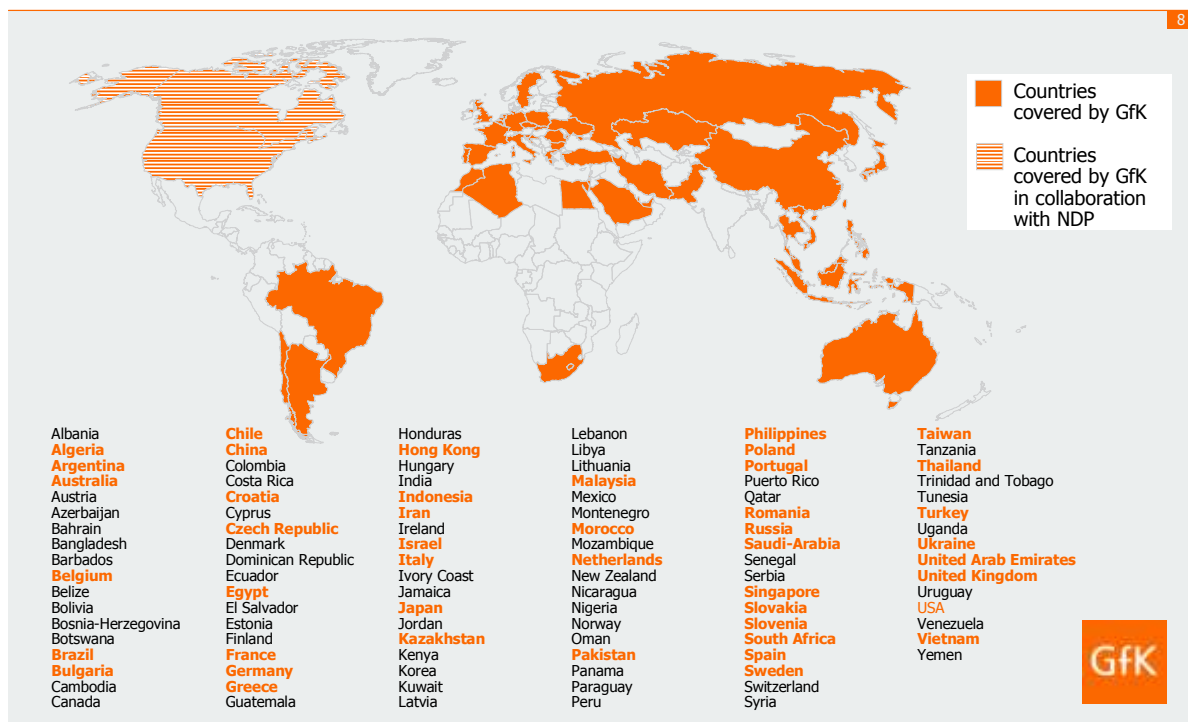 8
Countries
covered by GfK
Countries
covered by GfK
in collaboration
with NDP
Albania
Algeria
Argentina
Australia
Austria
Azerbaijan
Bahrain
Bangladesh
Barbados
Belgium
Belize
Bolivia
Bosnia-Herzegovina
Botswana
Brazil
Bulgaria
Cambodia
Canada
Chile
China
Colombia
Costa Rica
Croatia
Cyprus
Czech Republic
Denmark
Dominican Republic
Ecuador
Egypt
El Salvador
Estonia
Finland
France
Germany
Greece
Guatemala
Honduras
Hong Kong
Hungary
India
Indonesia
Iran
Ireland
Israel
Italy
Ivory Coast
Jamaica
Japan
Jordan
Kazakhstan
Kenya
Korea
Kuwait
Latvia
Lebanon
Libya
Lithuania
Malaysia
Mexico
Montenegro
Morocco
Mozambique
Netherlands
New Zealand
Nicaragua
Nigeria
Norway
Oman
Pakistan
Panama
Paraguay
Peru
Philippines
Poland
Portugal
Puerto Rico
Qatar
Romania
Russia
Saudi-Arabia
Senegal
Serbia
Singapore
Slovakia
Slovenia
South Africa
Spain
Sweden
Switzerland
Syria
Taiwan
Tanzania
Thailand
Trinidad and Tobago
Tunesia
Turkey
Uganda
Ukraine
United Arab Emirates
United Kingdom
Uruguay
USA
Venezuela
Vietnam
Yemen
GfK